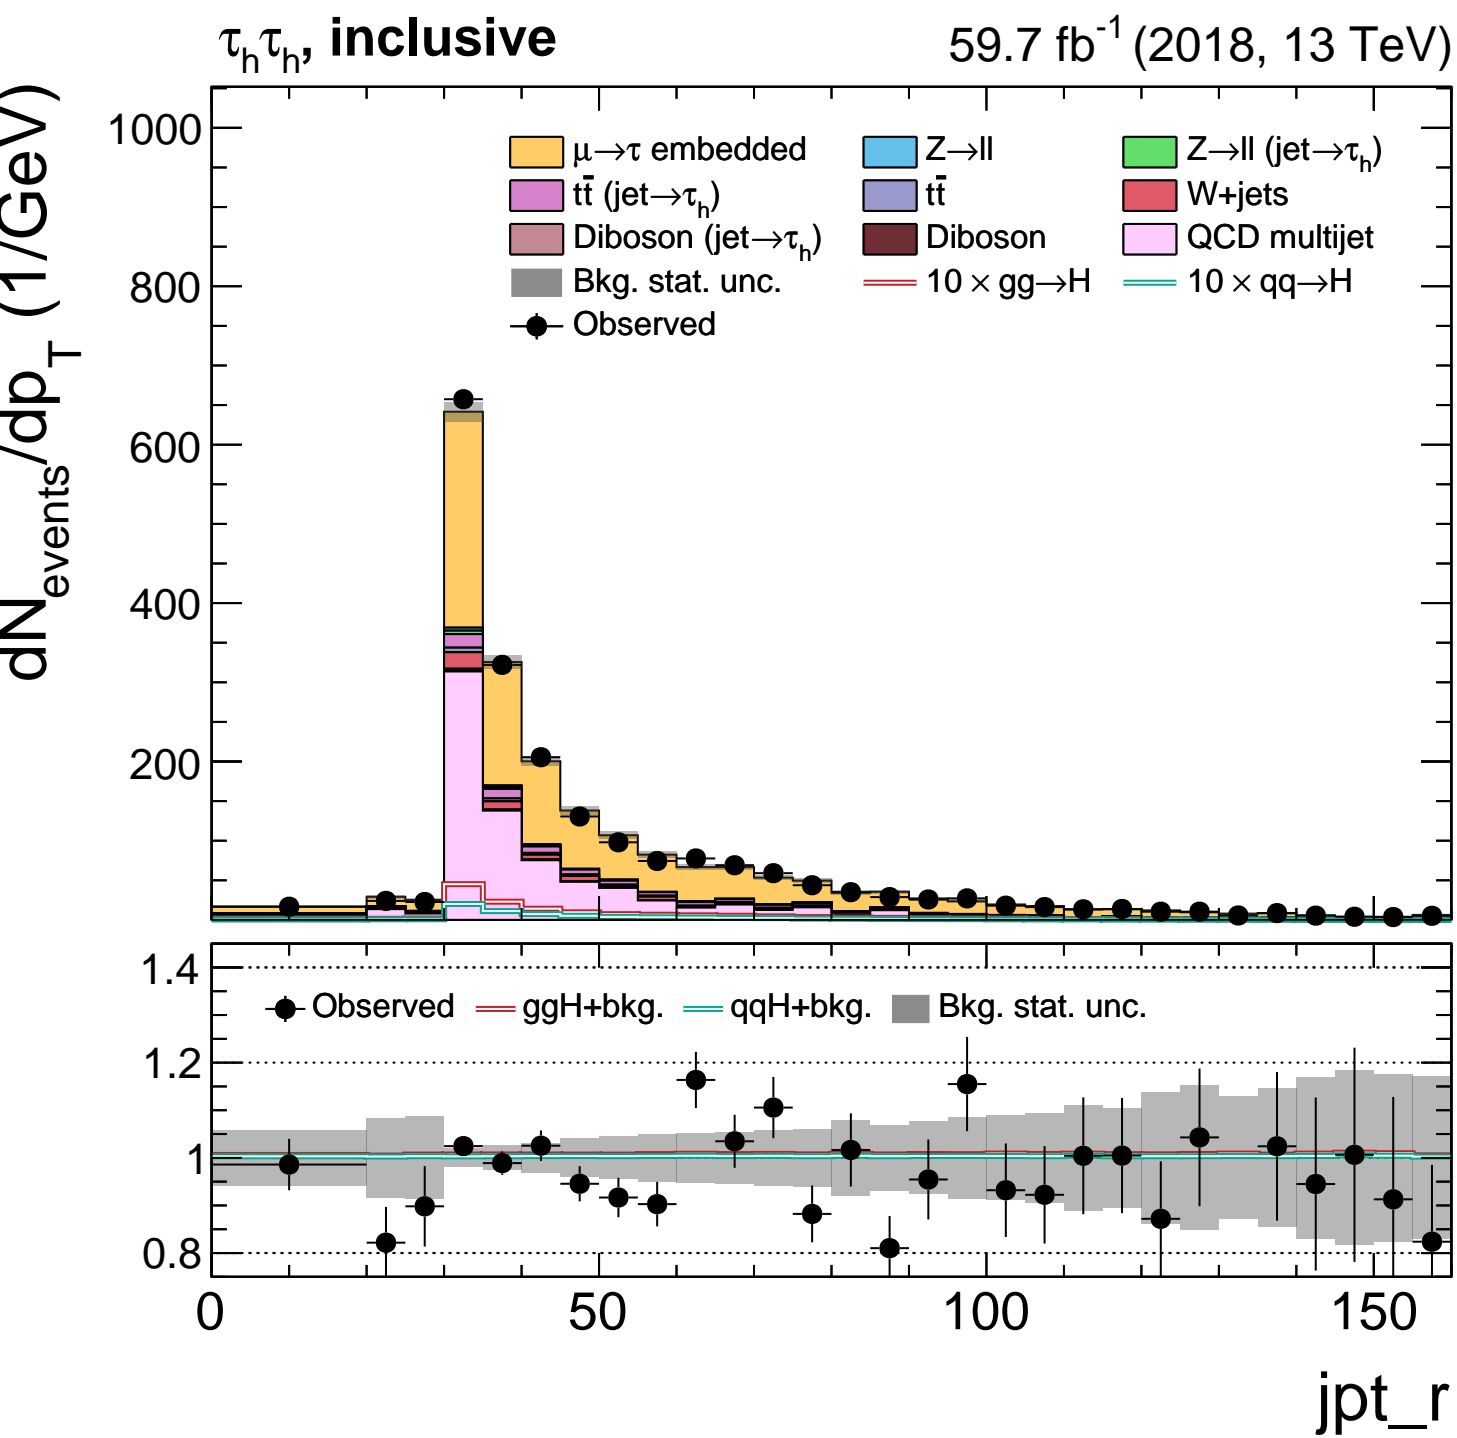 τhτh, inclusive
59.7 fb-1 (2018, 13 TeV)
dNevents/dpT (1/GeV)
1000
800
600
400
200
μ→τ embedded
Z→ll
Z→ll (jet→τh)
tt̄ (jet→τh)
tt̄
W+jets
Diboson (jet→τh)
Diboson
QCD multijet
Bkg. stat. unc.
10 × gg→H
10 × qq→H
Observed
1.4
1.2
1
0.8
Observed
ggH+bkg.
qqH+bkg.
Bkg. stat. unc.
0
50
100
150
jpt_r